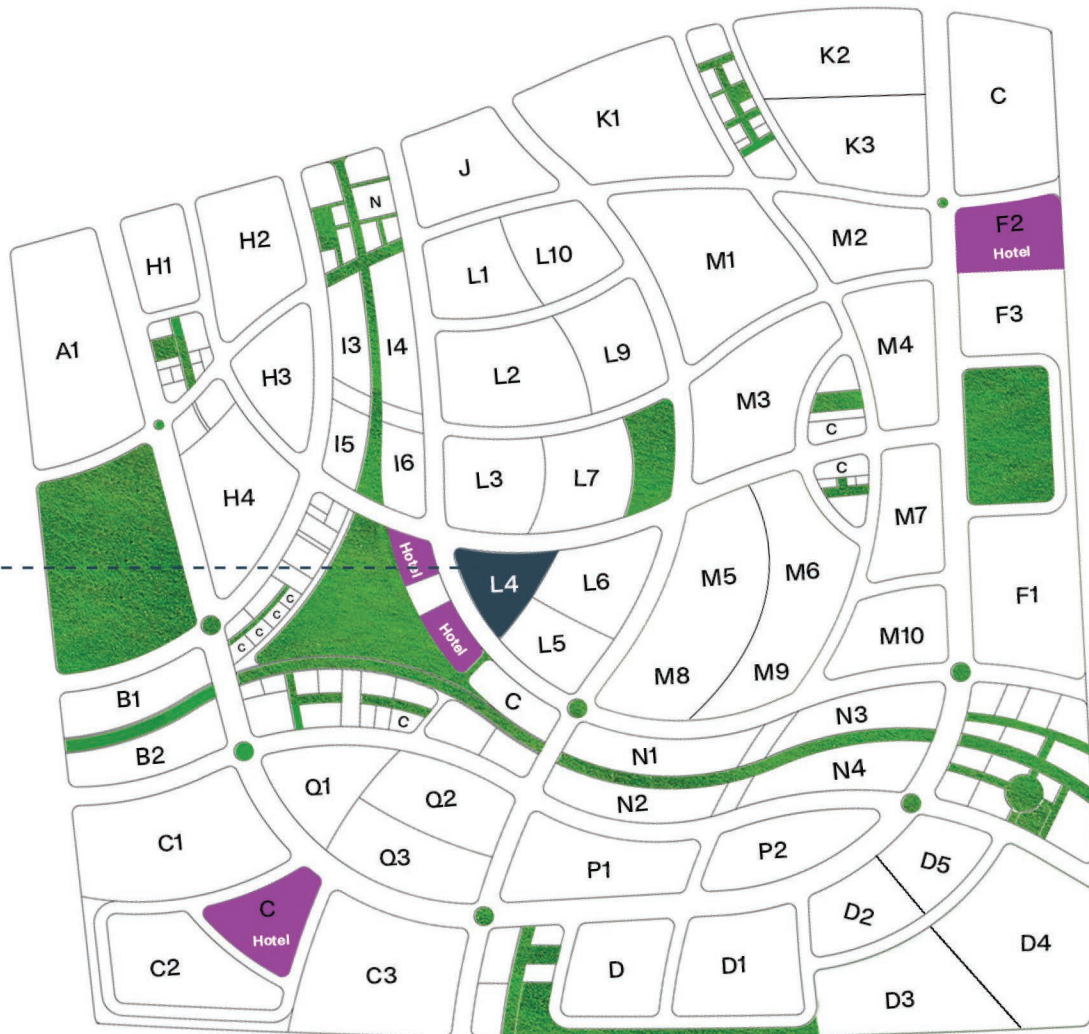 K2
C
K1
K3
J
N
F2
Hotel
H2
M2
L10
M1
H1
L1
F3
A1
I3
I4
M4
L9
H3
L2
M3
C
I5
I6
C
L3
L7
H4
M7
Hotel
L4
L6
M5
M6
F1
C
C
C
C
Hotel
L5
M10
M8
M9
B1
C
N3
C
B2
N1
N4
Q1
Q2
N2
C1
Q3
P1
P2
D5
C
Hotel
D2
D4
C2
C3
D
D1
D3